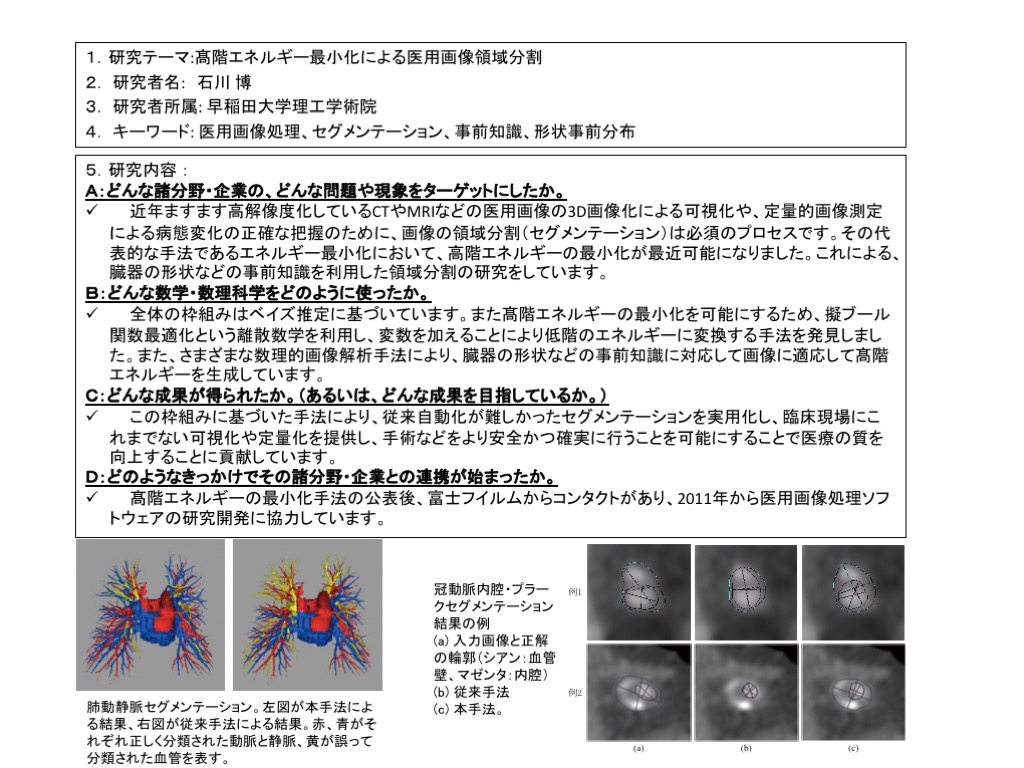 1. 研究テーマ:髙階エネルギー最小化による医用画像領域分割
2. 研究者名: 石川 博
3. 研究者所属: 早稲田大学理工学術院
4. キーワード: 医用画像処理、セグメンテーション、事前知識、形状事前分布
5. 研究内容:
A:どんな諸分野・企業の、どんな問題や現象をターゲットにしたか。
✓ 近年ますます高解像度化しているCTやMRIなどの医用画像の3D画像化による可視化や、定量的画像測定
による病態変化の正確な把握のために、画像の領域分割(セグメンテーション)は必須のプロセスです。その代
表的な手法であるエネルギー最小化において、高階エネルギーの最小化が最近可能になりました。これによる、
臓器の形状などの事前知識を利用した領域分割の研究をしています。
B:どんな数学・数理科学をどのように使ったか。
✓ 全体の枠組みはベイズ推定に基づいています。また髙階エネルギーの最小化を可能にするため、擬ブール
関数最適化という離散数学を利用し、変数を加えることにより低階のエネルギーに変換する手法を発見しまし
た。また、さまざまな数理的画像解析手法により、臓器の形状などの事前知識に対応して画像に適応して髙階
エネルギーを生成しています。
C:どんな成果が得られたか。(あるいは、どんな成果を目指しているか。)
✓ この枠組みに基づいた手法により、従来自動化が難しかったセグメンテーションを実用化し、臨床現場にこ
れまでない可視化や定量化を提供し、手術などをより安全かつ確実に行うことを可能にすることで医療の質を
向上することに貢献しています。
D:どのようなきっかけでその諸分野・企業との連携が始まったか。
✓ 髙階エネルギーの最小化手法の公表後、富士フイルムからコンタクトがあり、2011年から医用画像処理ソフ
トウェアの研究開発に協力しています。
肺動静脈セグメンテーション。左図が本手法によ
る結果、右図が従来手法による結果。赤、青がそ
れぞれ正しく分類された動脈と静脈、黄が誤って
分類された血管を表す。
冠動脈内腔・プラー
クセグメンテーション
結果の例
(a) 入力画像と正解
の輪郭(シアン:血管
壁、マゼンタ:内腔)
(b) 従来手法
(c) 本手法。
例1
例2
(a) (b) (c)